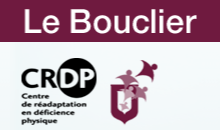 Le Bouclier
CRDP
Centre
de réadaptation
en déficience
physique